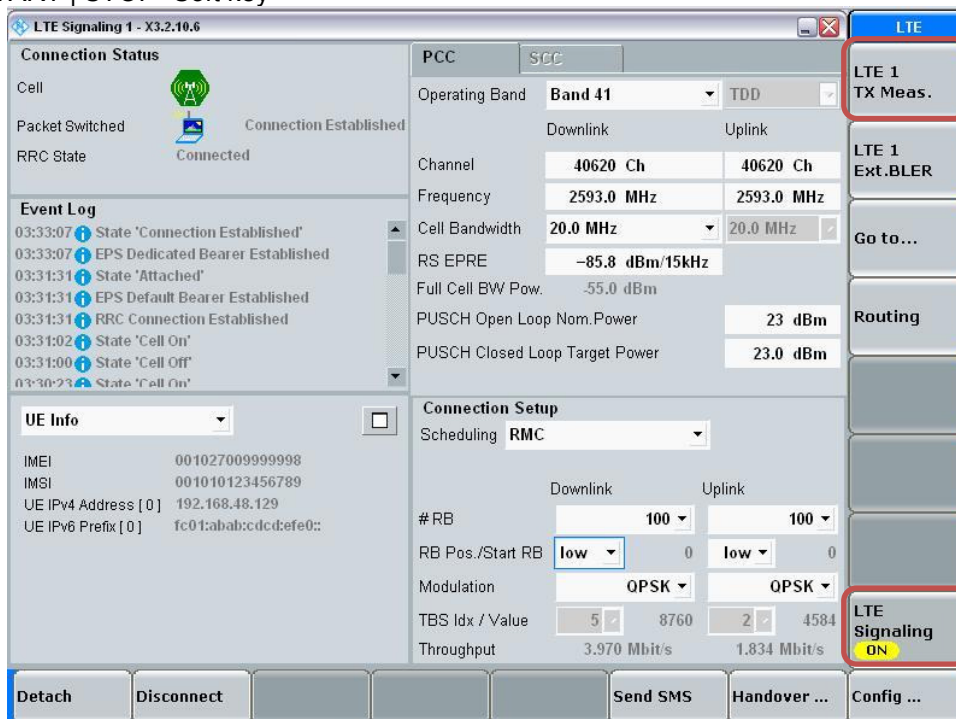 LTE Signaling 1 - X3.2.10.6
LTE
Connection Status
Cell
Packet Switched Connection Established
RRC State Connected
Event Log
03:33:07 State 'Connection Established'
03:33:07 EPS Dedicated Bearer Established
03:31:31 State 'Attached'
03:31:31 EPS Default Bearer Established
03:31:31 RRC Connection Established
03:31:02 State 'Cell On'
03:31:00 State 'Cell Off'
03:30:23 State 'Cell On'
UE Info
IMEI 001027009999998
IMSI 001010123456789
UE IPv4 Address [ 0 ] 192.168.48.129
UE IPv6 Prefix [ 0 ] fc01:abab:cdcd:efe0::
PCC SCC
Operating Band Band 41 TDD
Downlink Uplink
Channel 40620 Ch 40620 Ch
Frequency 2593.0 MHz 2593.0 MHz
Cell Bandwidth 20.0 MHz 20.0 MHz
RS EPRE -85.8 dBm/15kHz
Full Cell BW Pow. -55.0 dBm
PUSCH Open Loop Nom.Power 23 dBm
PUSCH Closed Loop Target Power 23.0 dBm
Connection Setup
Scheduling RMC
Downlink Uplink
# RB 100 100
RB Pos./Start RB low 0 low 0
Modulation QPSK QPSK
TBS Idx / Value 5 8760 2 4584
Throughput 3.970 Mbit/s 1.834 Mbit/s
LTE 1
TX Meas.
LTE 1
Ext.BLER
Go to...
Routing
LTE
Signaling
ON
Detach Disconnect Send SMS Handover ... Config ...